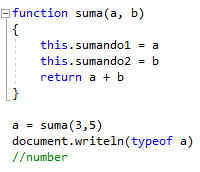 function suma(a, b)
{
    this.sumando1 = a
    this.sumando2 = b
    return a + b
}

a = suma(3,5)
document.writeln(typeof a)
//number